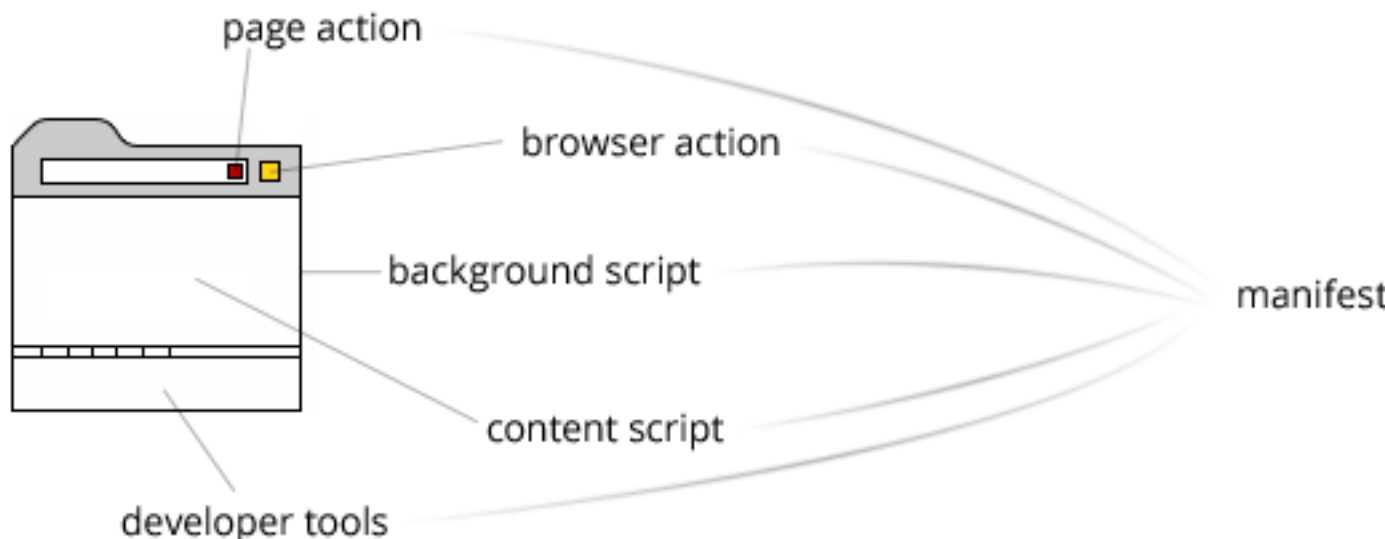 page action
browser action
background script
manifest
content script
developer tools